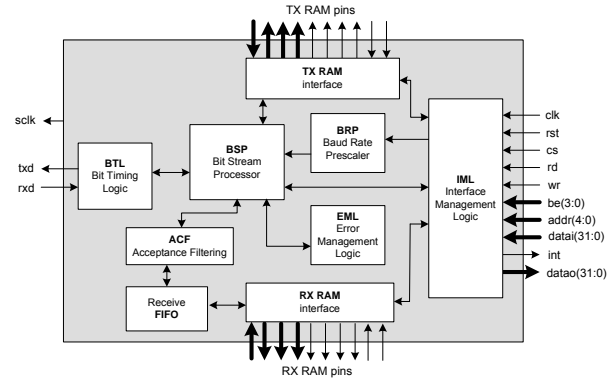 TX RAM pins
TX RAM
interface
sclk
txd
rxd
BTL
Bit Timing
Logic
BSP
Bit Stream
Processor
BRP
Baud Rate
Prescaler
IML
Interface
Management
Logic
clk
rst
cs
rd
wr
be(3:0)
addr(4:0)
datai(31:0)
int
datao(31:0)
ACF
Acceptance Filtering
EML
Error
Management
Logic
Receive
FIFO
RX RAM
interface
RX RAM pins